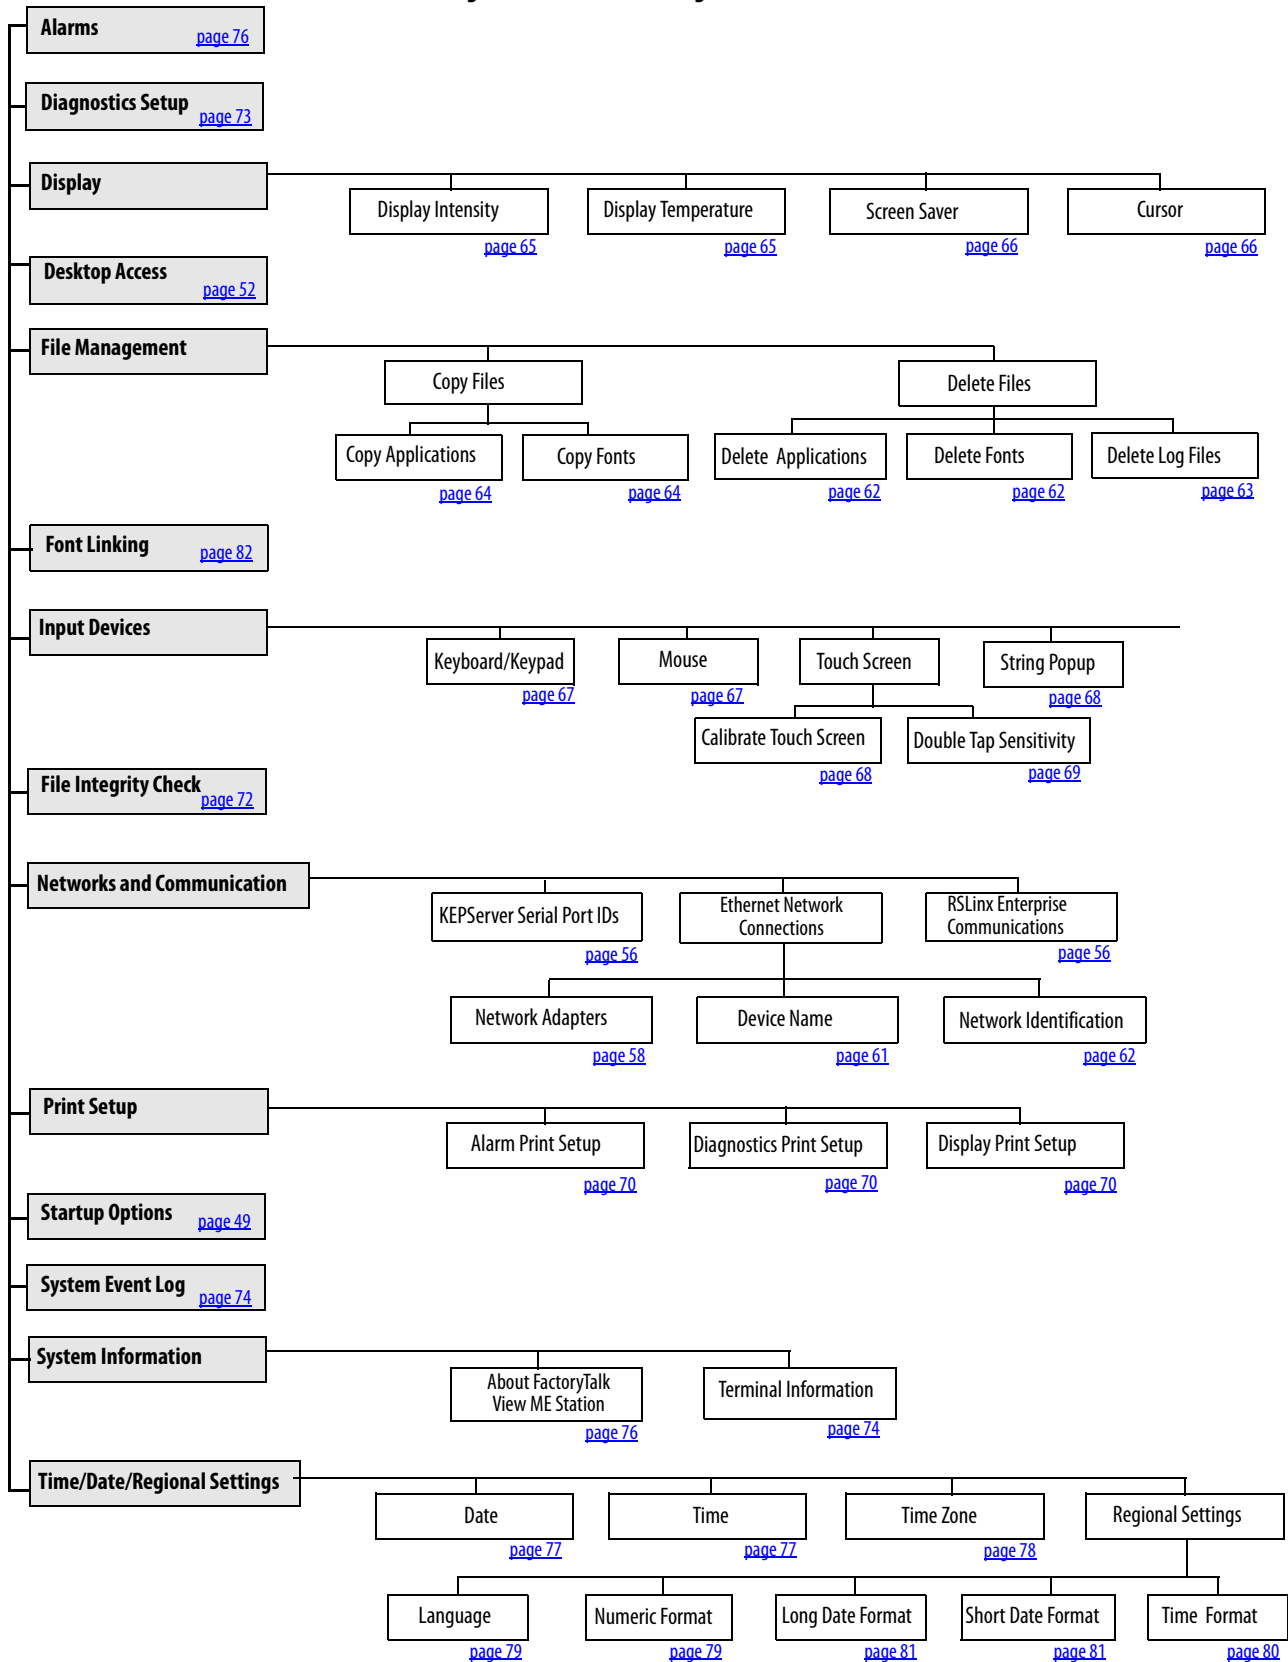 Alarms
page 76
Diagnostics Setup
page 73
Display
Display Intensity
Display Temperature
Screen Saver
Cursor
page 65
page 65
page 66
page 66
Desktop Access
page 52
File Management
Copy Files
Delete Files
Copy Applications
Copy Fonts
Delete Applications
Delete Fonts
Delete Log Files
page 64
page 64
page 62
page 62
page 63
Font Linking
page 82
Input Devices
Keyboard/Keypad
Mouse
Touch Screen
String Popup
page 67
page 67
page 68
Calibrate Touch Screen
Double Tap Sensitivity
page 68
page 69
File Integrity Check
page 72
Networks and Communication
KEPServer Serial Port IDs
Ethernet Network
Connections
RSLinx Enterprise
Communications
page 56
page 56
Network Adapters
Device Name
Network Identification
page 58
page 61
page 62
Print Setup
Alarm Print Setup
Diagnostics Print Setup
Display Print Setup
page 70
page 70
page 70
Startup Options
page 49
System Event Log
page 74
System Information
About FactoryTalk
View ME Station
Terminal Information
page 76
page 74
Time/Date/Regional Settings
Date
Time
Time Zone
Regional Settings
page 77
page 77
page 78
Language
Numeric Format
Long Date Format
Short Date Format
Time Format
page 79
page 79
page 81
page 81
page 80